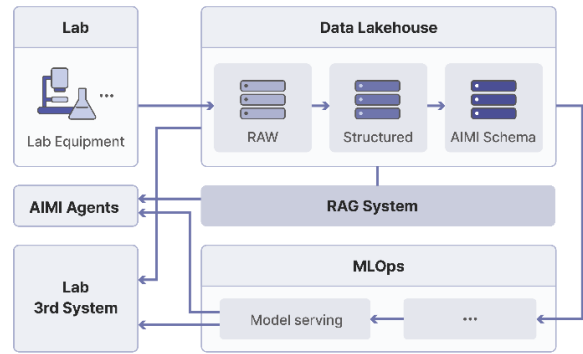 Lab
Data Lakehouse
...
Lab Equipment
RAW
Structured
AIMI Schema
AIMI Agents
RAG System
Lab
3rd System
MLOps
Model serving
...